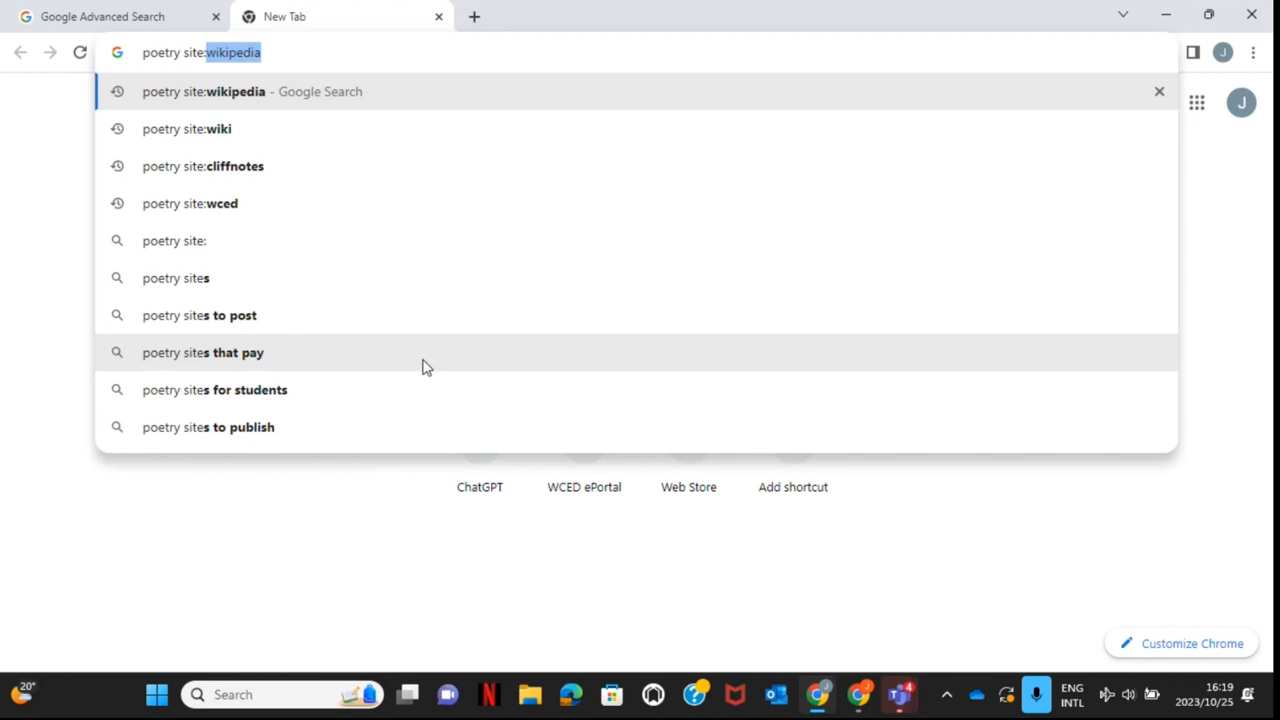 Google Advanced Search
New Tab
poetry site:wikipedia
J
poetry site:wikipedia - Google Search
J
poetry site:wiki
poetry site:cliffnotes
poetry site:wced
poetry site:
poetry sites
poetry sites to post
poetry sites that pay
poetry sites for students
poetry sites to publish
ChatGPT
WCED ePortal
Web Store
Add shortcut
Customize Chrome
20°
Search
ENG
INTL
16:19
2023/10/25